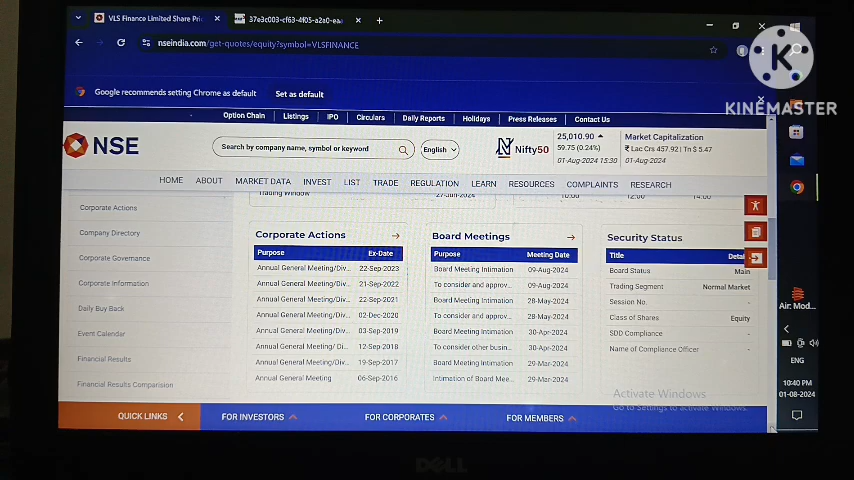 VLS Finance Limited Share Pri
37e3c003-cf63-4f05-a2a0-ea
nseindia.com/get-quotes/equity?symbol=VLSFINANCE
KINEMASTER
Google recommends setting Chrome as default
Set as default
Option Chain
Listings
IPO
Circulars
Daily Reports
Holidays
Press Releases
Contact Us
NSE
Search by company name, symbol or keyword
English
Nifty50
25,010.90
59.75 (0.24%)
01-Aug-2024 15:30
Market Capitalization
₹ Lac Crs 457.92 | Tn $ 5.47
01-Aug-2024
HOME
ABOUT
MARKET DATA
INVEST
LIST
TRADE
REGULATION
LEARN
RESOURCES
COMPLAINTS
RESEARCH
Trading Window
27-Jun-2024
10:00
12:00
14:00
Corporate Actions
Company Directory
Corporate Governance
Corporate Information
Daily Buy Back
Event Calendar
Financial Results
Financial Results Comparision
Corporate Actions
Purpose Ex-Date
Annual General Meeting/Div... 22-Sep-2023
Annual General Meeting/Div... 21-Sep-2022
Annual General Meeting/Div... 22-Sep-2021
Annual General Meeting/Div... 02-Dec-2020
Annual General Meeting/Div... 03-Sep-2019
Annual General Meeting/ Di... 12-Sep-2018
Annual General Meeting/Div... 19-Sep-2017
Annual General Meeting 06-Sep-2016
Board Meetings
Purpose Meeting Date
Board Meeting Intimation 09-Aug-2024
To consider and approv... 09-Aug-2024
Board Meeting Intimation 28-May-2024
To consider and approv... 28-May-2024
Board Meeting Intimation 30-Apr-2024
To consider other busin... 30-Apr-2024
Board Meeting Intimation 29-Mar-2024
Intimation of Board Mee... 29-Mar-2024
Security Status
Title Detai
Board Status Main
Trading Segment Normal Market
Session No. -
Class of Shares Equity
SDD Compliance -
Name of Compliance Officer -
Activate Windows
Go to Settings to activate Windows.
QUICK LINKS
FOR INVESTORS
FOR CORPORATES
FOR MEMBERS
Air: Mod...
ENG
10:40 PM
01-08-2024
DELL